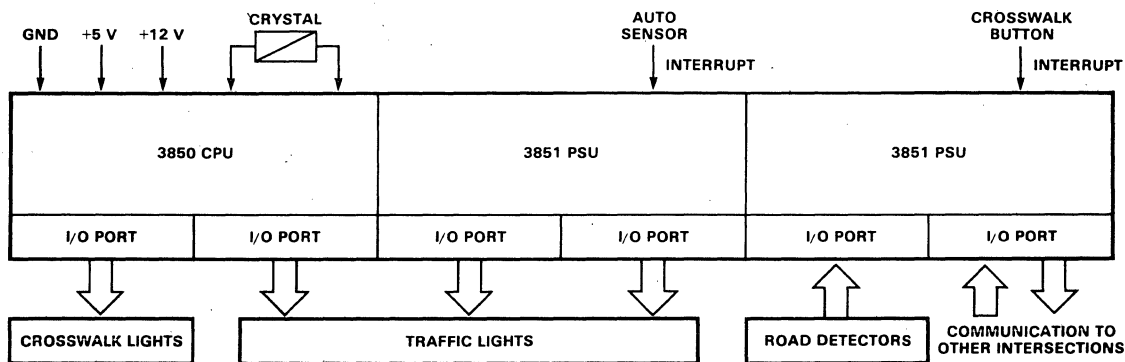 CRYSTAL
AUTO
SENSOR
CROSSWALK
BUTTON
GND +5 V +12 V
INTERRUPT
INTERRUPT
3850 CPU
3851 PSU
3851 PSU
I/O PORT
I/O PORT
I/O PORT
I/O PORT
I/O PORT
I/O PORT
CROSSWALK LIGHTS
TRAFFIC LIGHTS
ROAD DETECTORS
COMMUNICATION TO
OTHER INTERSECTIONS